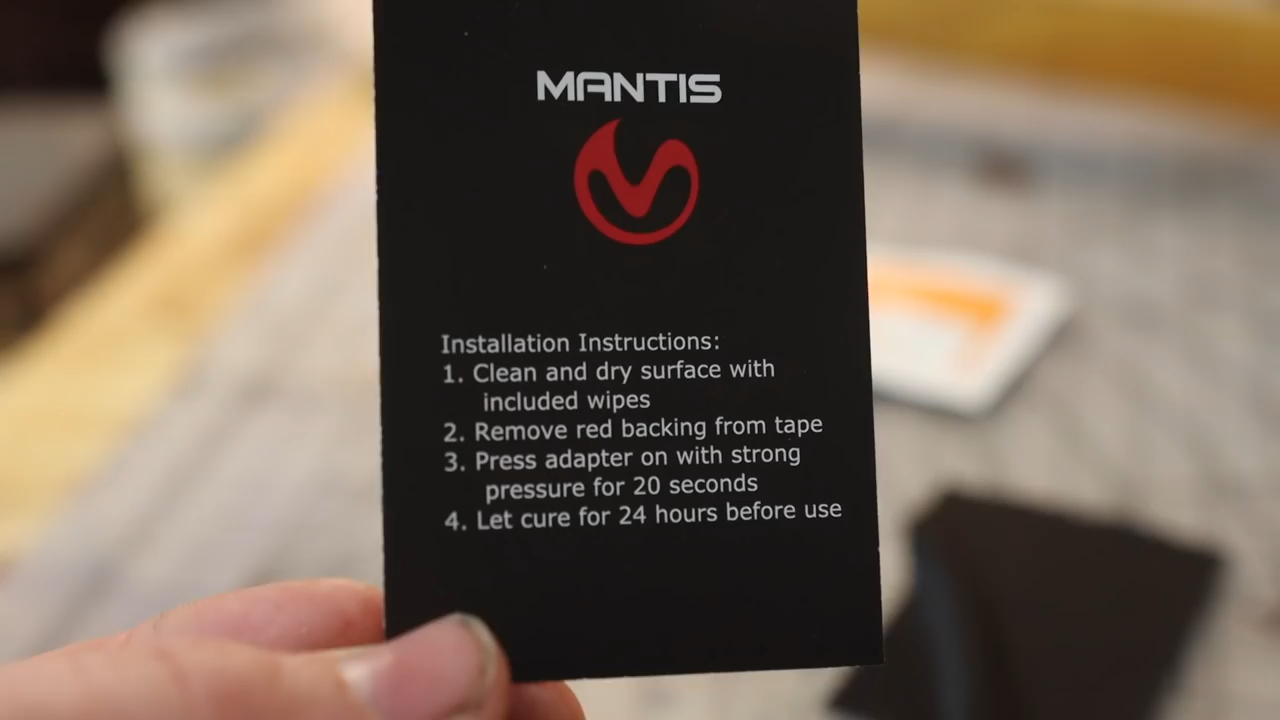 MANTIS
Installation Instructions:
1. Clean and dry surface with
included wipes
2. Remove red backing from tape
3. Press adapter on with strong
pressure for 20 seconds
4. Let cure for 24 hours before use